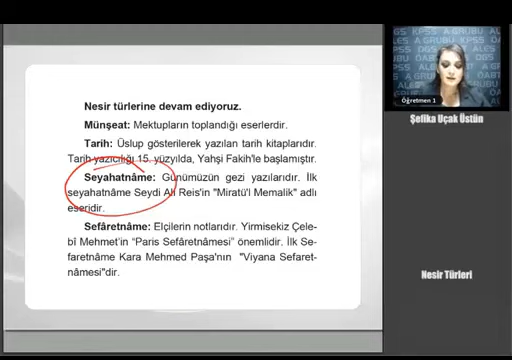 Nesir türlerine devam ediyoruz.
Münşeat: Mektupların toplandığı eserlerdir.
Tarih: Üslup gösterilerek yazılan tarih kitaplarıdır.
Tarih yazıcılığı 15. yüzyılda, Yahşi Fakih'le başlamıştır.
Seyahatnâme: Günümüzün gezi yazılarıdır. İlk
seyahatnâme Seydi Ali Reis'in "Miratü'l Memalik" adlı
eseridir.
Sefâretnâme: Elçilerin notlarıdır. Yirmisekiz Çele-
bî Mehmet'in "Paris Sefâretnâmesi" önemlidir. İlk Se-
faretnâme Kara Mehmed Paşa'nın "Viyana Sefaret-
nâmesi"dir.
Öğretmen 1
Şefika Uçak Üstün
Nesir Türleri